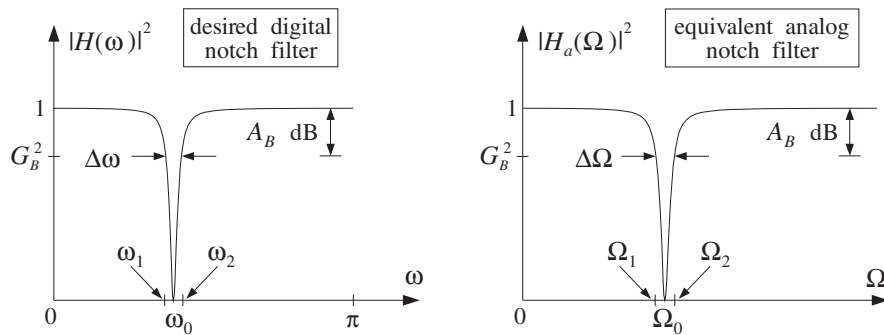 |H(ω)|²
desired digital
notch filter
1
G_B²
A_B dB
Δω
ω₁
ω₂
ω
0
ω₀
π
|Hₐ(Ω)|²
equivalent analog
notch filter
1
G_B²
A_B dB
ΔΩ
Ω₁
Ω₂
Ω
0
Ω₀